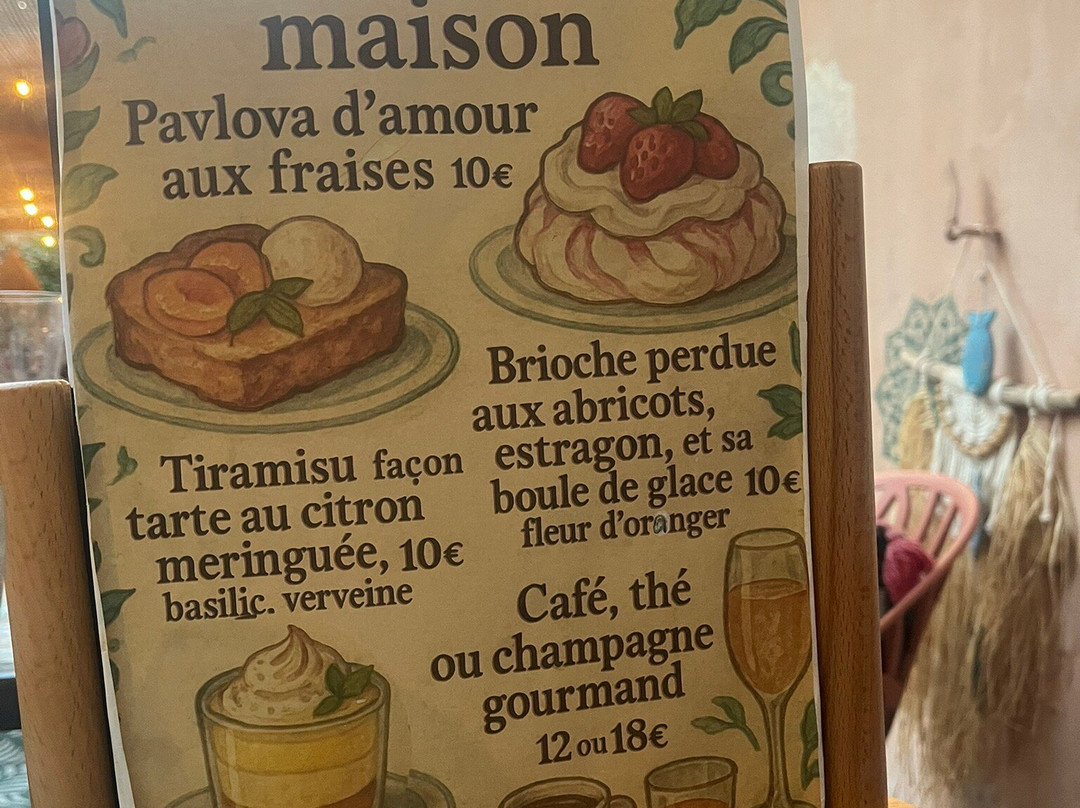 maison
Pavlova d'amour
aux fraises 10€
Brioche perdue
aux abricots,
estragon, et sa
boule de glace 10€
fleur d'oranger
Tiramisu façon
tarte au citron
meringuée, 10€
basilic. verveine
Café, thé
ou champagne
gourmand
12 ou 18€